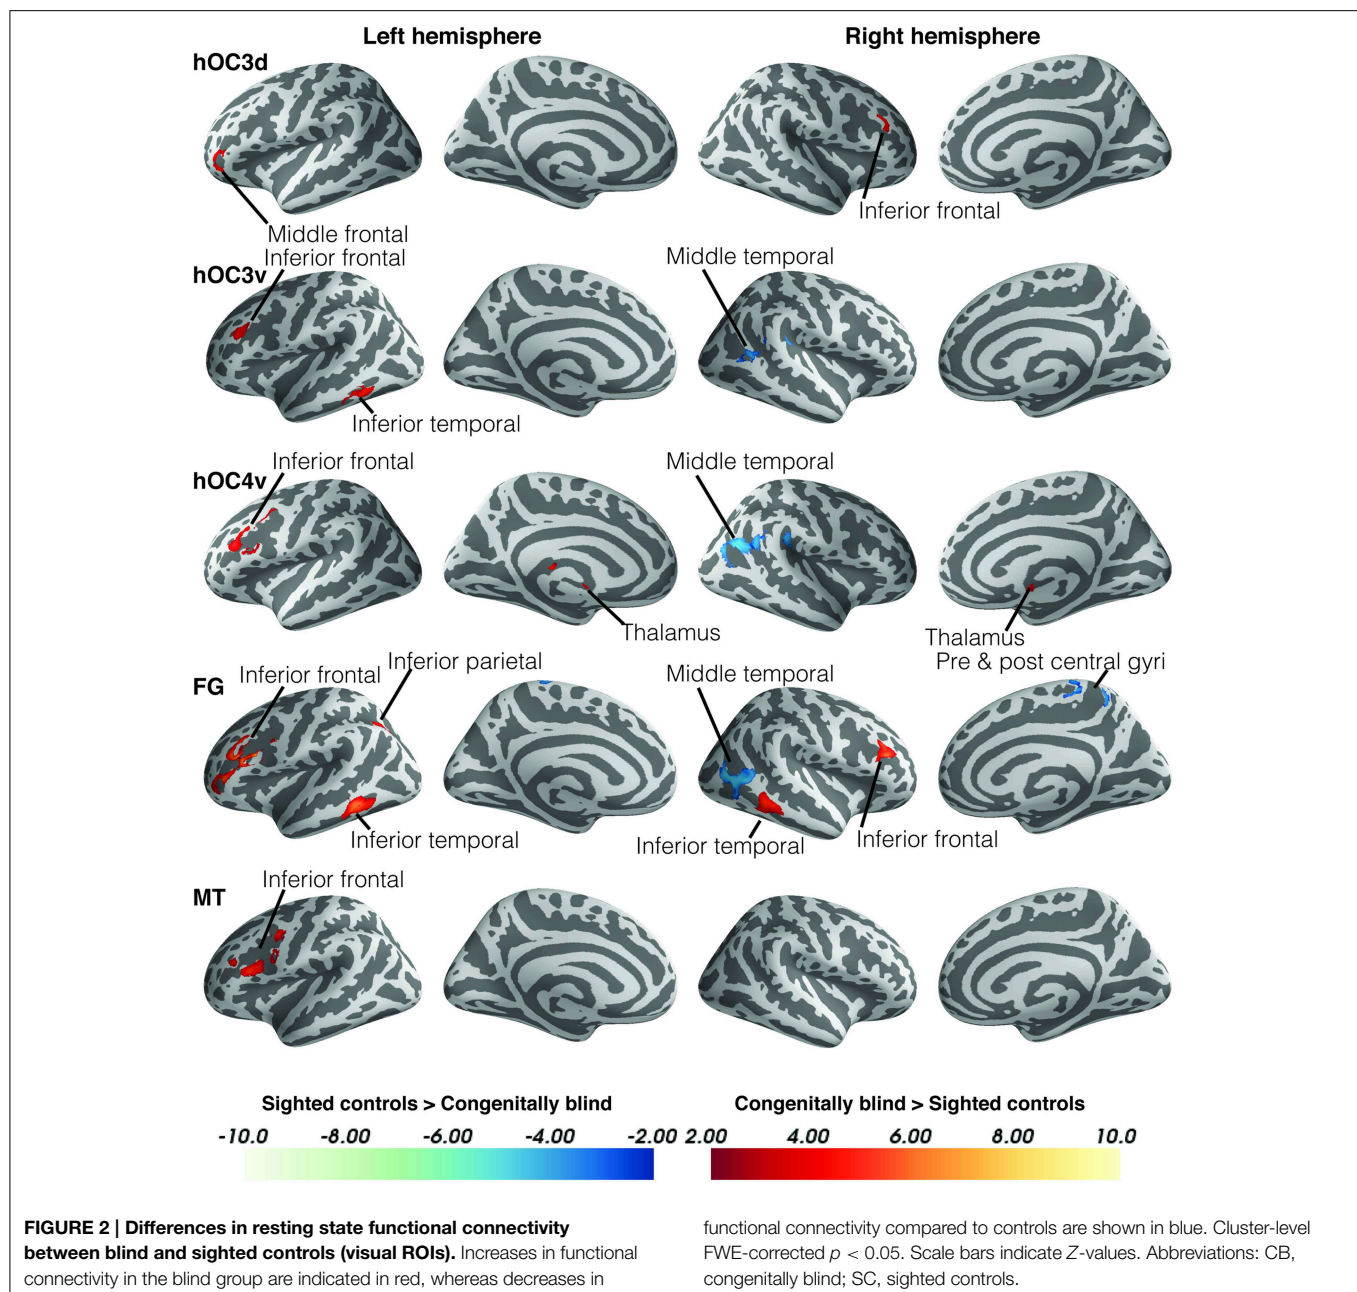 Left hemisphere
Right hemisphere
hOC3d
Middle frontal
Inferior frontal
hOC3v
Inferior frontal
Inferior temporal
Middle temporal
hOC4v
Inferior frontal
Thalamus
Middle temporal
Thalamus
FG
Inferior frontal
Inferior parietal
Inferior temporal
Middle temporal
Inferior temporal
Inferior frontal
Pre & post central gyri
MT
Inferior frontal
Sighted controls > Congenitally blind
-10.0 -8.00 -6.00 -4.00 -2.00
Congenitally blind > Sighted controls
2.00 4.00 6.00 8.00 10.0
FIGURE 2 | Differences in resting state functional connectivity
between blind and sighted controls (visual ROIs). Increases in functional
connectivity in the blind group are indicated in red, whereas decreases in
functional connectivity compared to controls are shown in blue. Cluster-level
FWE-corrected p < 0.05. Scale bars indicate Z-values. Abbreviations: CB,
congenitally blind; SC, sighted controls.